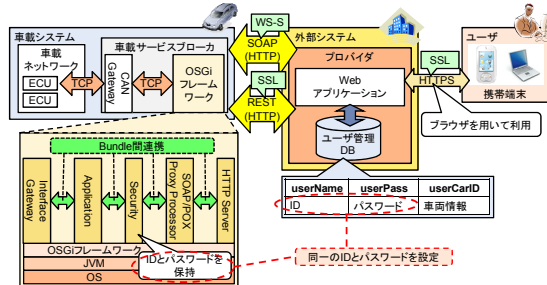 車載システム
車載
ネットワーク
ECU
ECU
TCP
車載サービスブローカ
CAN
Gateway
TCP
OSGi
フレーム
ワーク
WS-S
SOAP
(HTTP)
SSL
REST
(HTTP)
外部システム
プロバイダ
Web
アプリケーション
ユーザ管理
DB
SSL
HTTPS
ユーザ
携帯端末
ブラウザを用いて利用
Bundle間連携
Interface
Gateway
Application
Security
SOAP/POX
Proxy Processor
HTTP Server
OSGiフレームワーク
JVM
OS
IDとパスワードを
保持
userName userPass userCarID
ID パスワード 車両情報
同一のIDとパスワードを設定